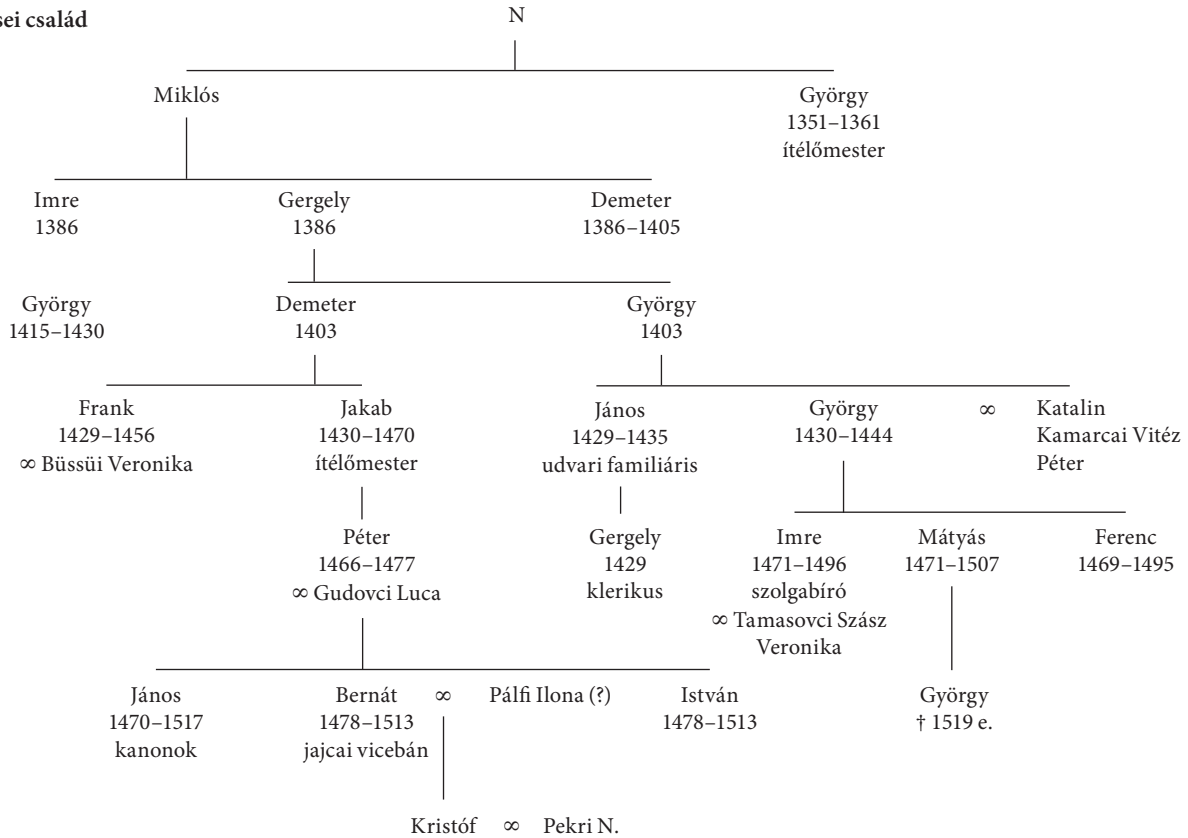 sei család
N
Miklós
György
1351–1361
ítélőmester
Imre
1386
Gergely
1386
Demeter
1386–1405
György
1415–1430
Demeter
1403
György
1403
Frank
1429–1456
∞ Büssüi Veronika
Jakab
1430–1470
ítélőmester
János
1429–1435
udvari familiáris
György
1430–1444
∞
Katalin
Kamarcai Vitéz
Péter
Péter
1466–1477
∞ Gudovci Luca
Gergely
1429
klerikus
Imre
1471–1496
szolgabíró
∞ Tamasovci Szász
Veronika
Mátyás
1471–1507
Ferenc
1469–1495
János
1470–1517
kanonok
Bernát
1478–1513
jajcai vicebán
∞
Pálfi Ilona (?)
István
1478–1513
György
† 1519 e.
Kristóf ∞ Pekri N.